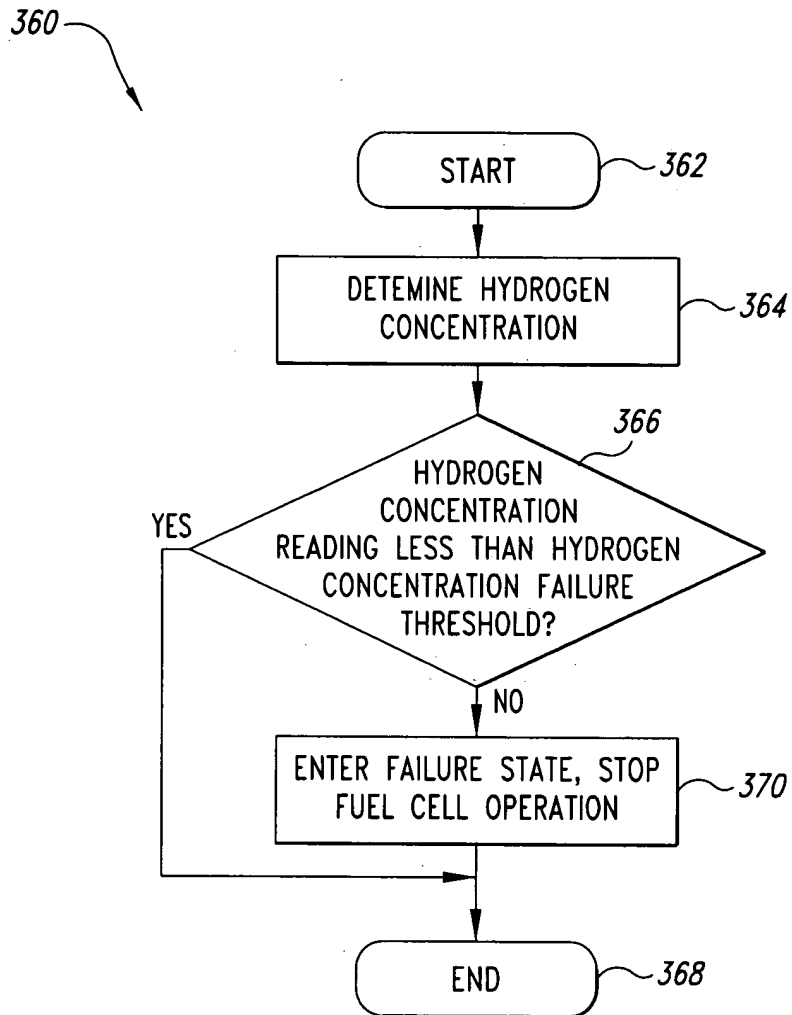 360
START
362
DETEMINE HYDROGEN
CONCENTRATION
364
366
HYDROGEN
CONCENTRATION
READING LESS THAN HYDROGEN
CONCENTRATION FAILURE
THRESHOLD?
YES
NO
ENTER FAILURE STATE, STOP
FUEL CELL OPERATION
370
END
368